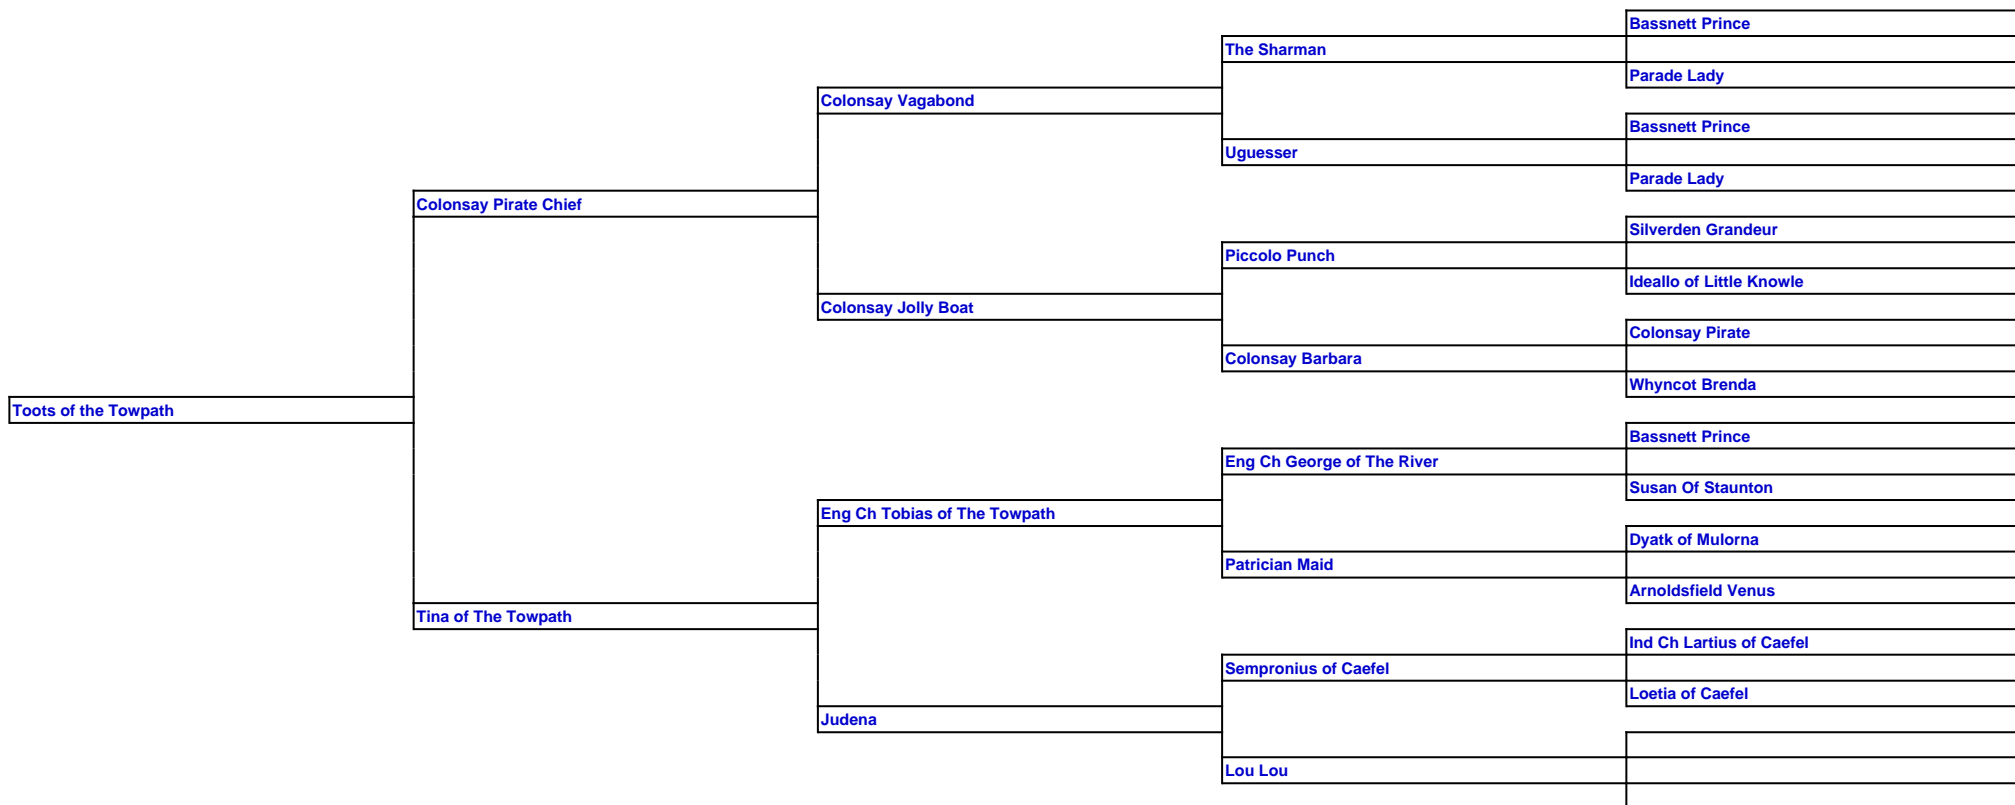 Bassnett Prince
The Sharman
Parade Lady
Colonsay Vagabond
Bassnett Prince
Uguesser
Parade Lady
Colonsay Pirate Chief
Silverden Grandeur
Piccolo Punch
Ideallo of Little Knowle
Colonsay Jolly Boat
Colonsay Pirate
Colonsay Barbara
Whyncot Brenda
Toots of the Towpath
Bassnett Prince
Eng Ch George of The River
Susan Of Staunton
Eng Ch Tobias of The Towpath
Dyatk of Mulorna
Patrician Maid
Arnoldsfield Venus
Tina of The Towpath
Ind Ch Lartius of Caefel
Sempronius of Caefel
Loetia of Caefel
Judena
Lou Lou